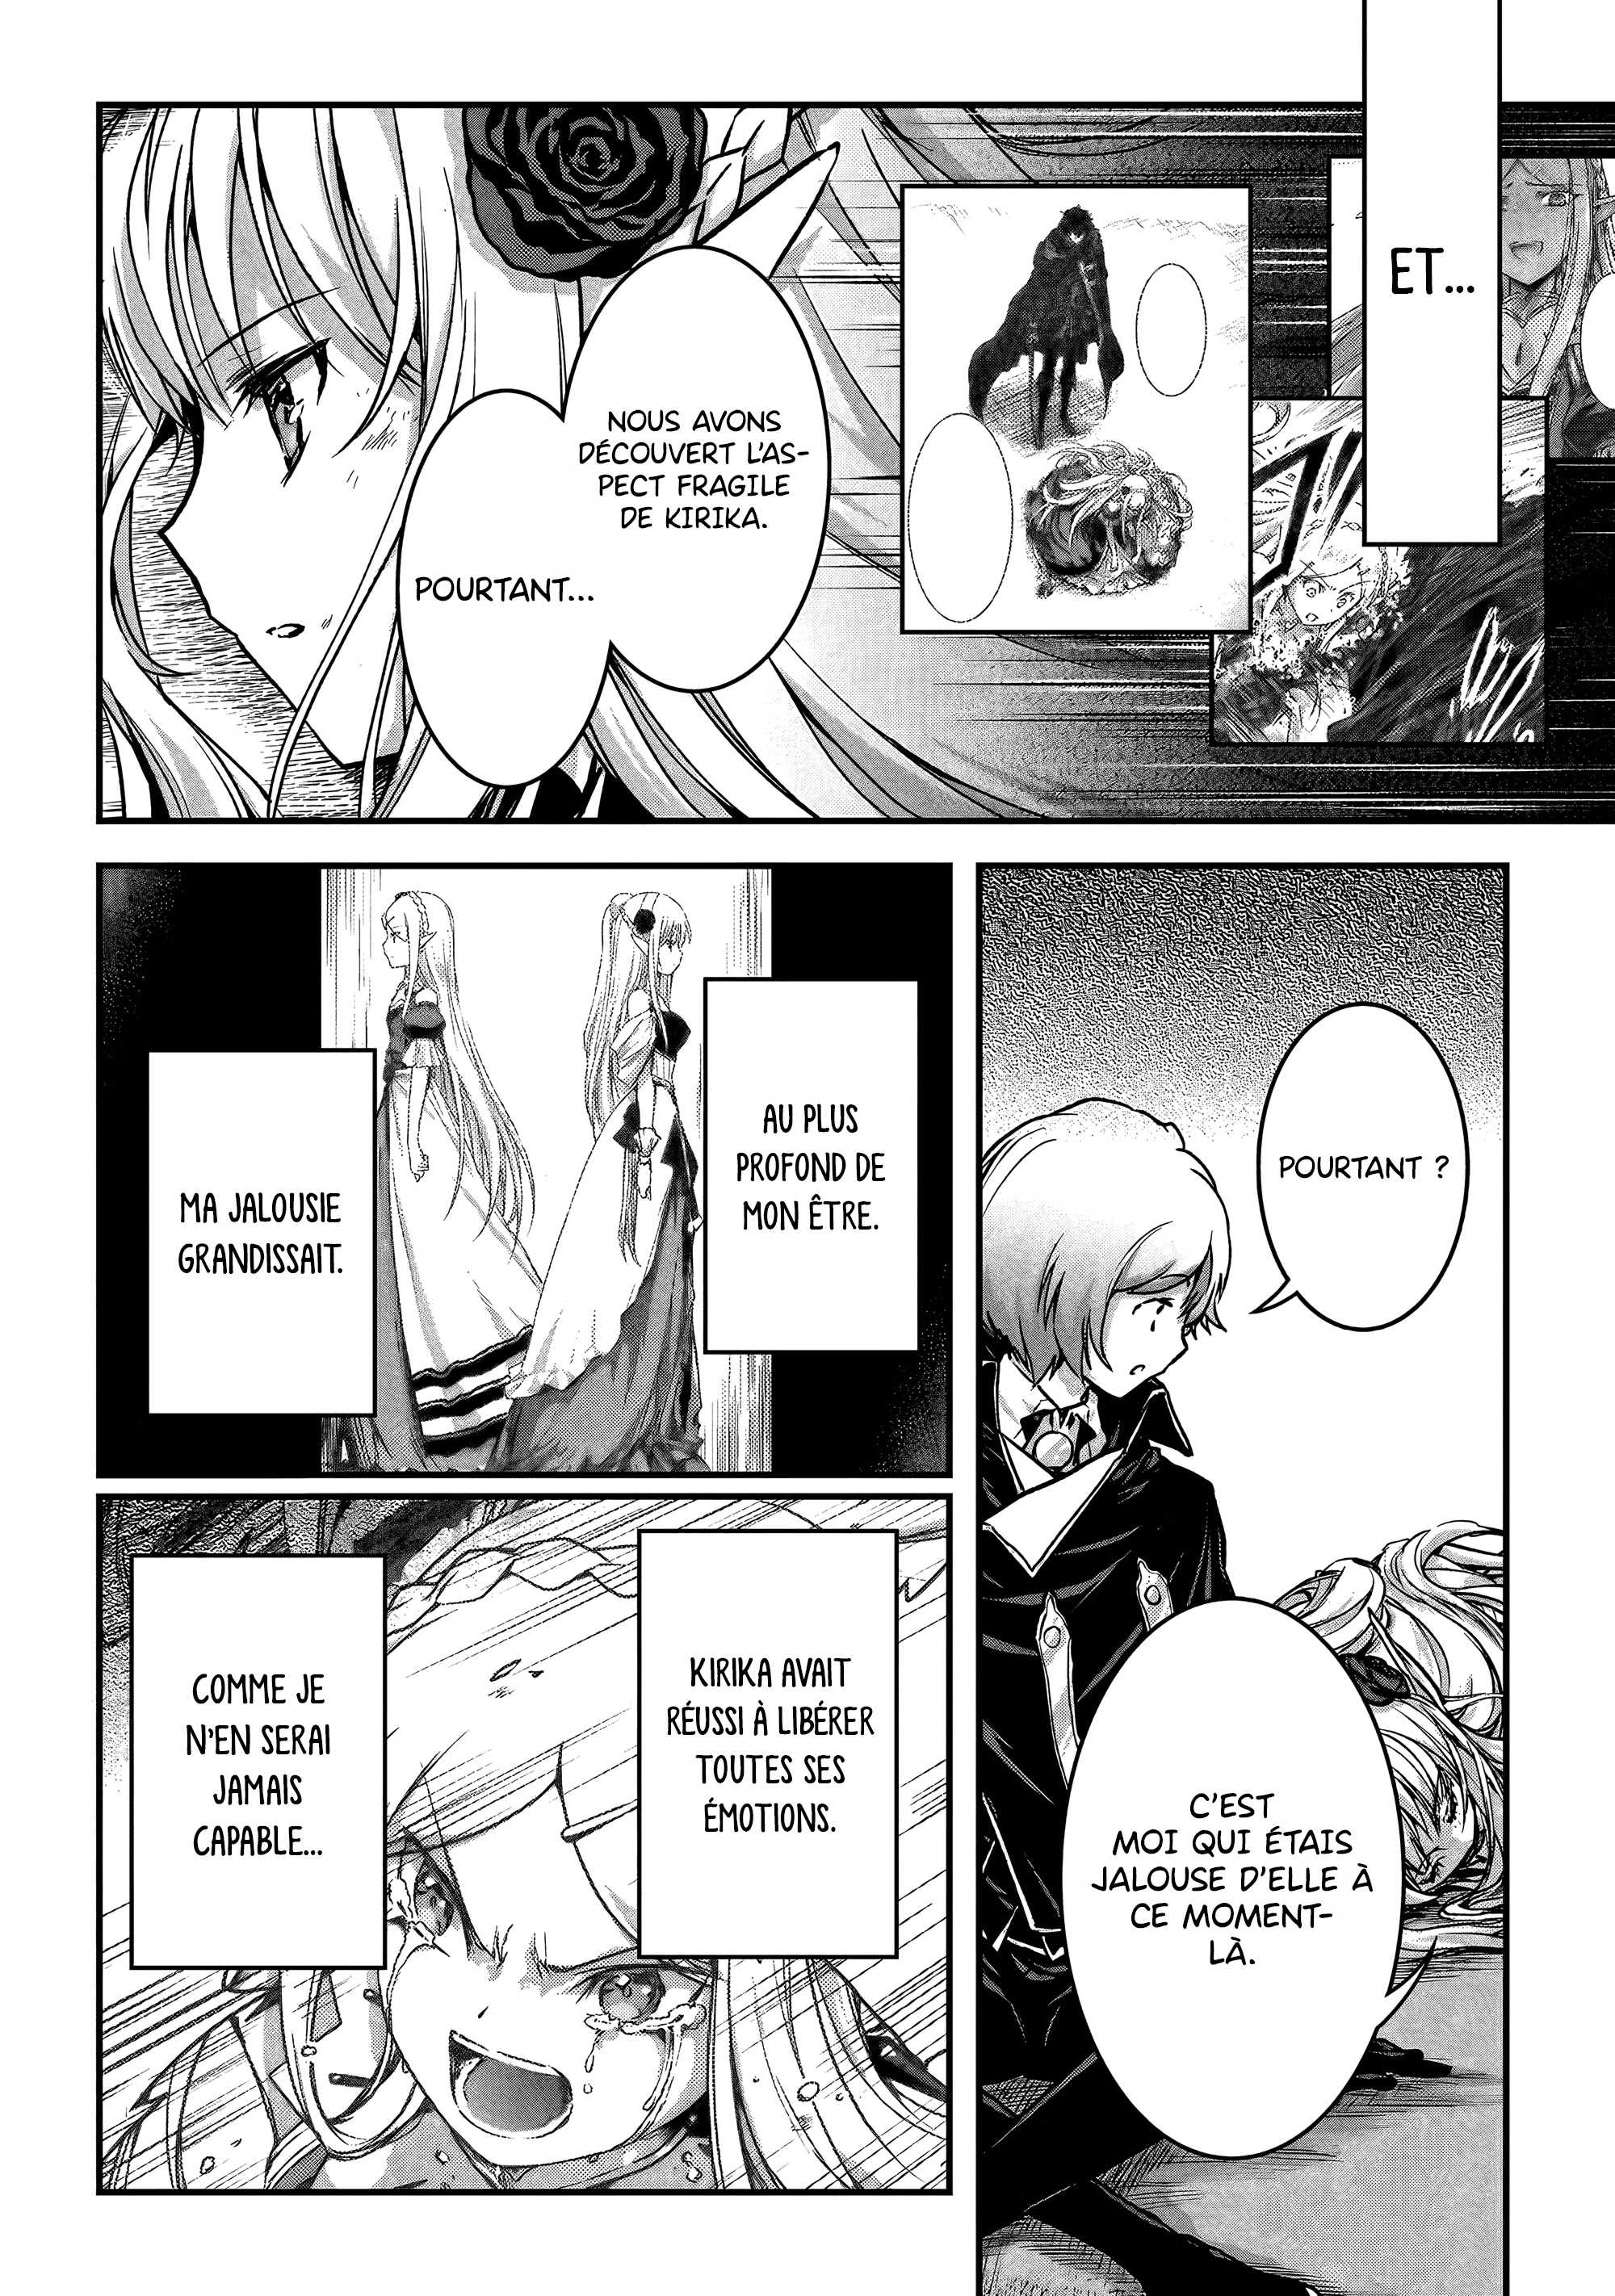 ET...
NOUS AVONS
DÉCOUVERT L'AS-
PECT FRAGILE
DE KIRIKA.
POURTANT...
POURTANT ?
C'EST
MOI QUI ÉTAIS
JALOUSE D'ELLE À
CE MOMENT-
LÀ.
AU PLUS
PROFOND DE
MON ÊTRE.
MA JALOUSIE
GRANDISSAIT.
KIRIKA AVAIT
RÉUSSI À LIBÉRER
TOUTES SES
ÉMOTIONS.
COMME JE
N'EN SERAI
JAMAIS
CAPABLE...